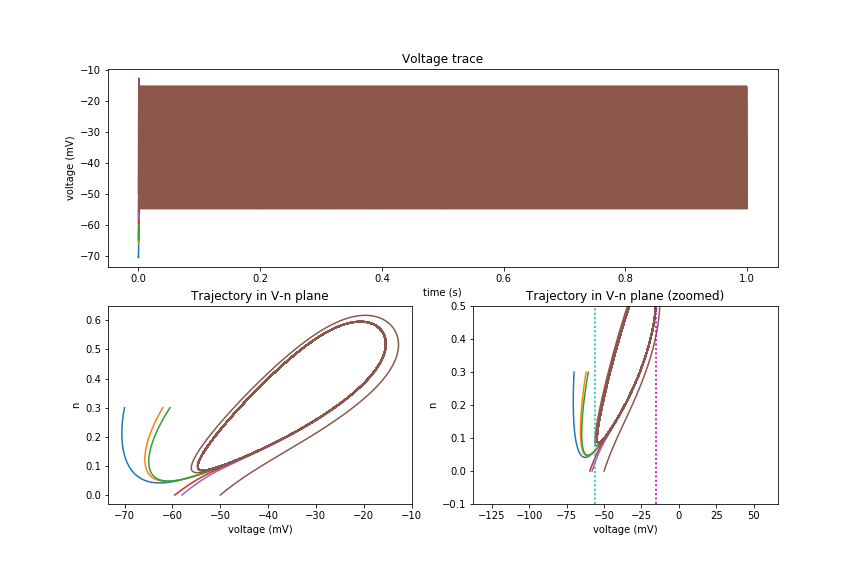 Voltage trace
voltage (mV)
−10
−20
−30
−40
−50
−60
−70
0.0 0.2 0.4 0.6 0.8 1.0
time (s)
Trajectory in V-n plane
n
0.6
0.5
0.4
0.3
0.2
0.1
0.0
−70 −60 −50 −40 −30 −20 −10
voltage (mV)
Trajectory in V-n plane (zoomed)
n
0.5
0.4
0.3
0.2
0.1
0.0
−0.1
−125 −100 −75 −50 −25 0 25 50
voltage (mV)